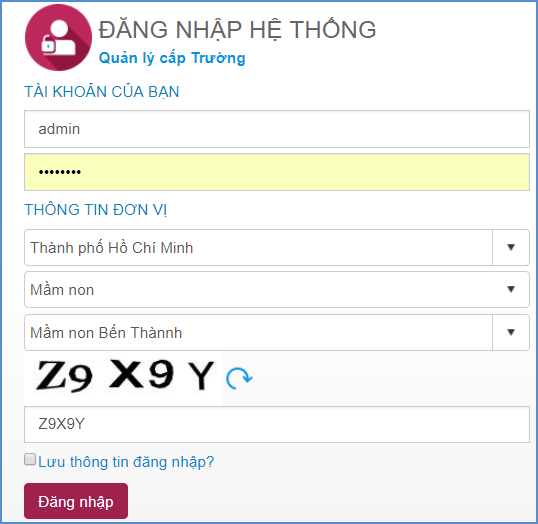 ĐĂNG NHẬP HỆ THỐNG
Quản lý cấp Trường
TÀI KHOẢN CỦA BẠN
admin
••••••••
THÔNG TIN ĐƠN VỊ
Thành phố Hồ Chí Minh
Mầm non
Mầm non Bến Thànnh
Z9 X9 Y
Z9X9Y
Lưu thông tin đăng nhập?
Đăng nhập